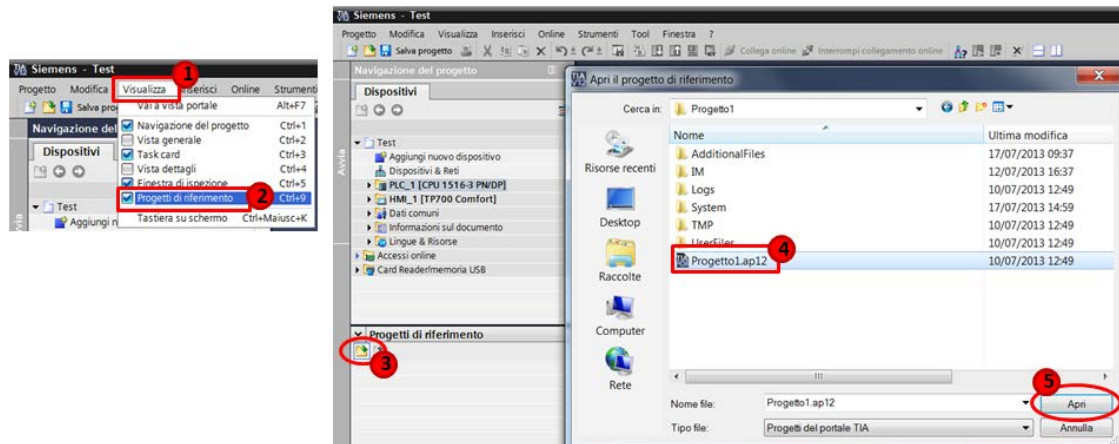 Siemens - Test
Progetto Modifica Visualizza Inserisci Online Strumenti
1
Salva pro
Vai a vista portale Alt+F7
Navigazione del
Navigazione del progetto Ctrl+1
Vista generale Ctrl+2
Dispositivi
Task card Ctrl+3
Vista dettagli Ctrl+4
Finestra di ispezione Ctrl+5
2
Progetti di riferimento Ctrl+9
Test
Tastiera su schermo Ctrl+Maiusc+K
Aggiungi n
Siemens - Test
Progetto Modifica Visualizza Inserisci Online Strumenti Tool Finestra ?
Salva progetto Collega online Interrompi collegamento online
Navigazione del progetto
Dispositivi
Avvia
Test
Aggiungi nuovo dispositivo
Dispositivi & Reti
PLC_1 [CPU 1516-3 PN/DP]
HMI_1 [TP700 Comfort]
Dati comuni
Informazioni sul documento
Lingue & Risorse
Accessi online
Card Reader/memoria USB
Progetti di riferimento
3
Apri il progetto di riferimento
X
Cerca in: Progetto1
Nome Ultima modifica
Risorse recenti
Desktop
Raccolte
Computer
Rete
AdditionalFiles 17/07/2013 09:37
IM 12/07/2013 16:37
Logs 10/07/2013 12:49
System 17/07/2013 14:59
TMP 10/07/2013 12:49
UserFiles 10/07/2013 12:49
4
Progetto1.ap12 10/07/2013 12:49
5
Nome file: Progetto1.ap12 Apri
Tipo file: Progetti del portale TIA Annulla